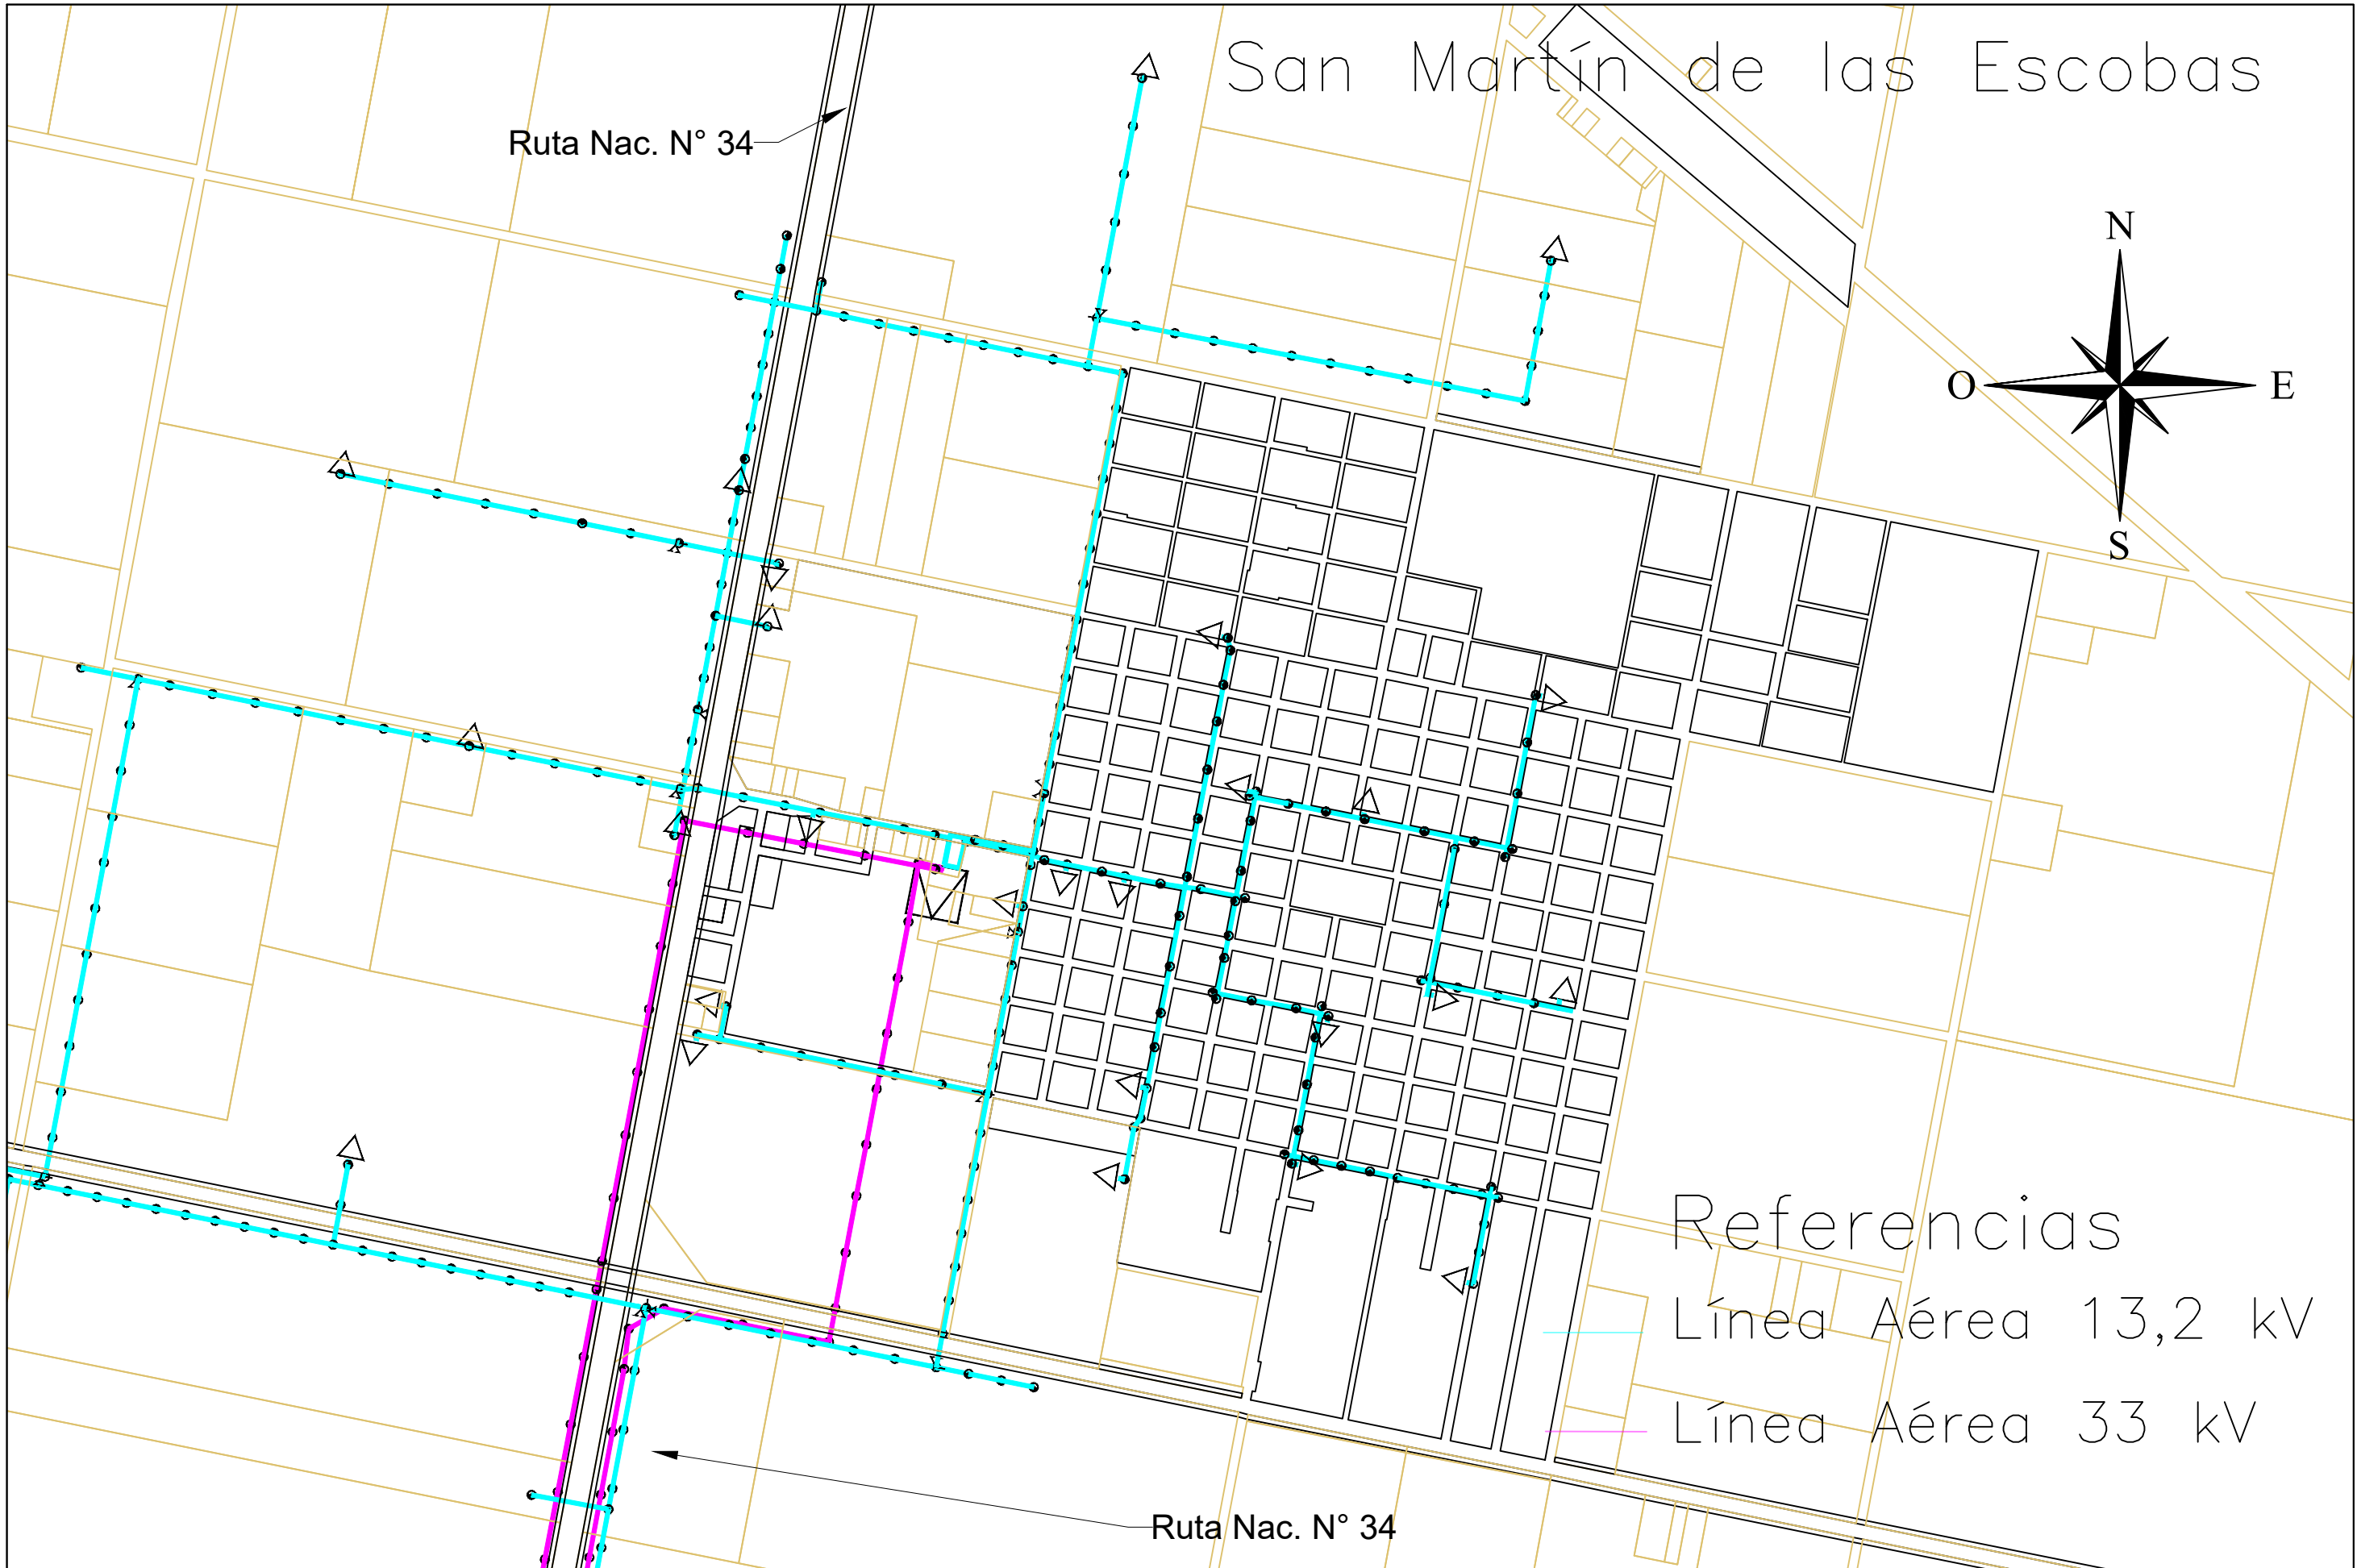 San Martín de las Escobas
Ruta Nac. N° 34
N
O
E
S
Referencias
Línea Aérea 13,2 kV
Línea Aérea 33 kV
Ruta Nac. N° 34